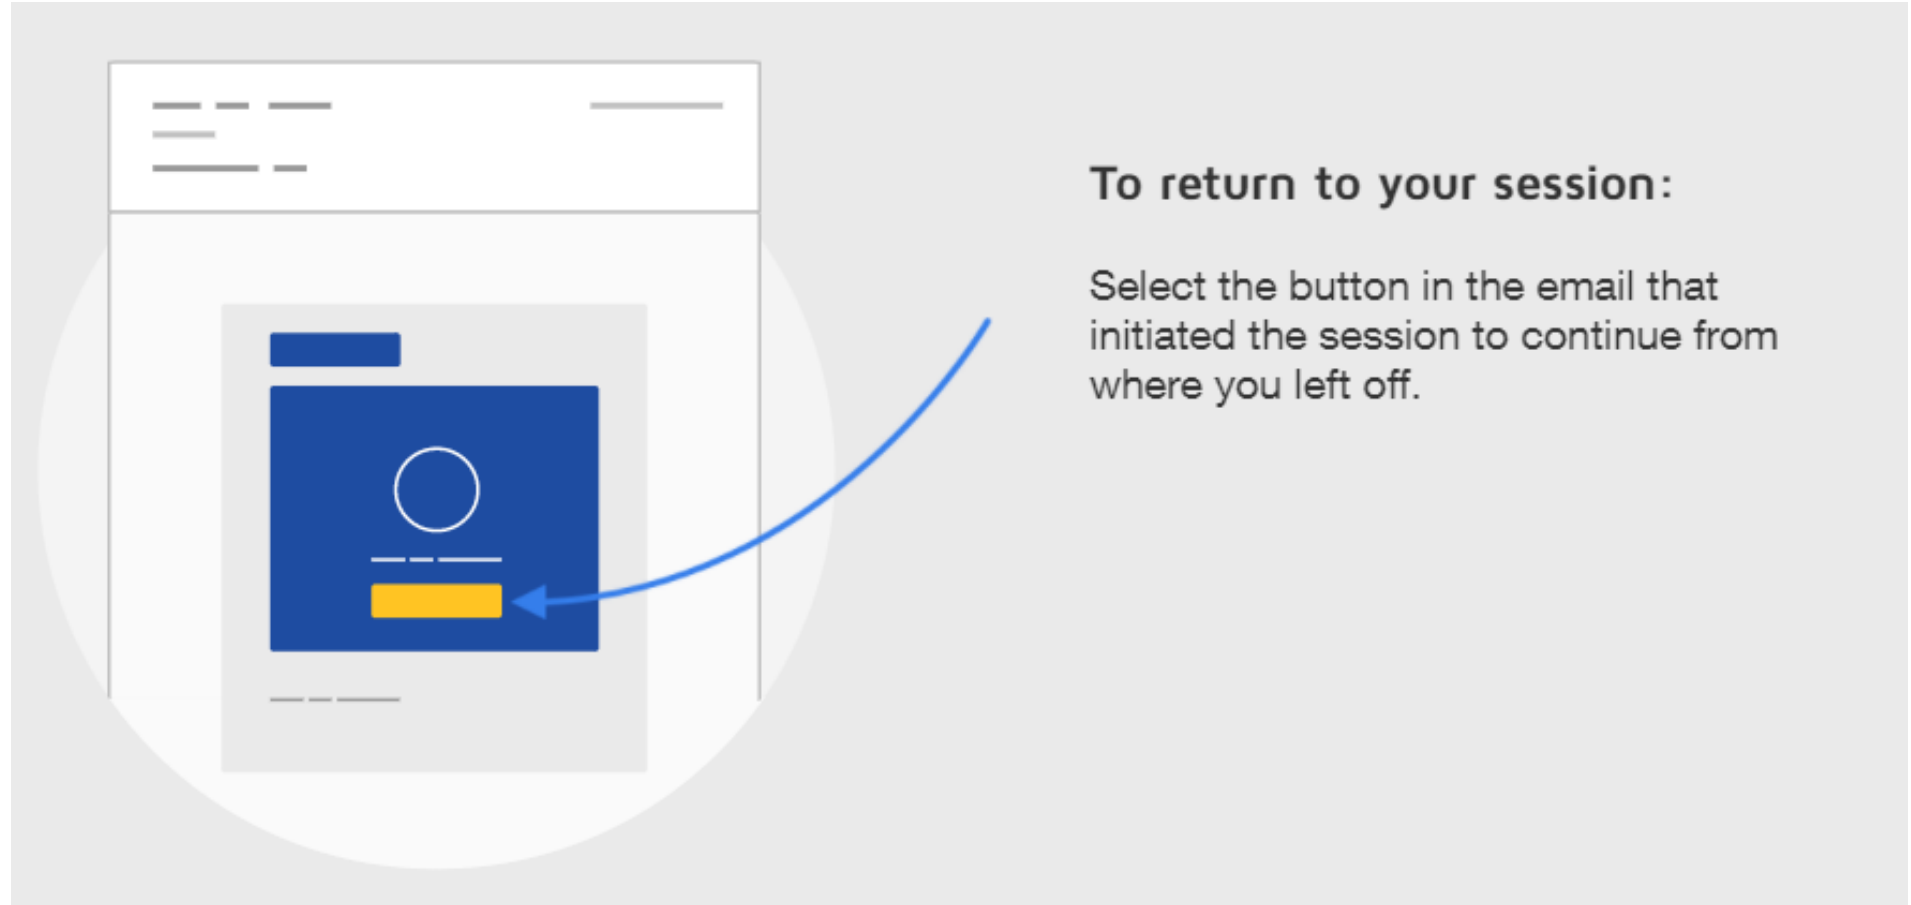 To return to your session:
Select the button in the email that
initiated the session to continue from
where you left off.